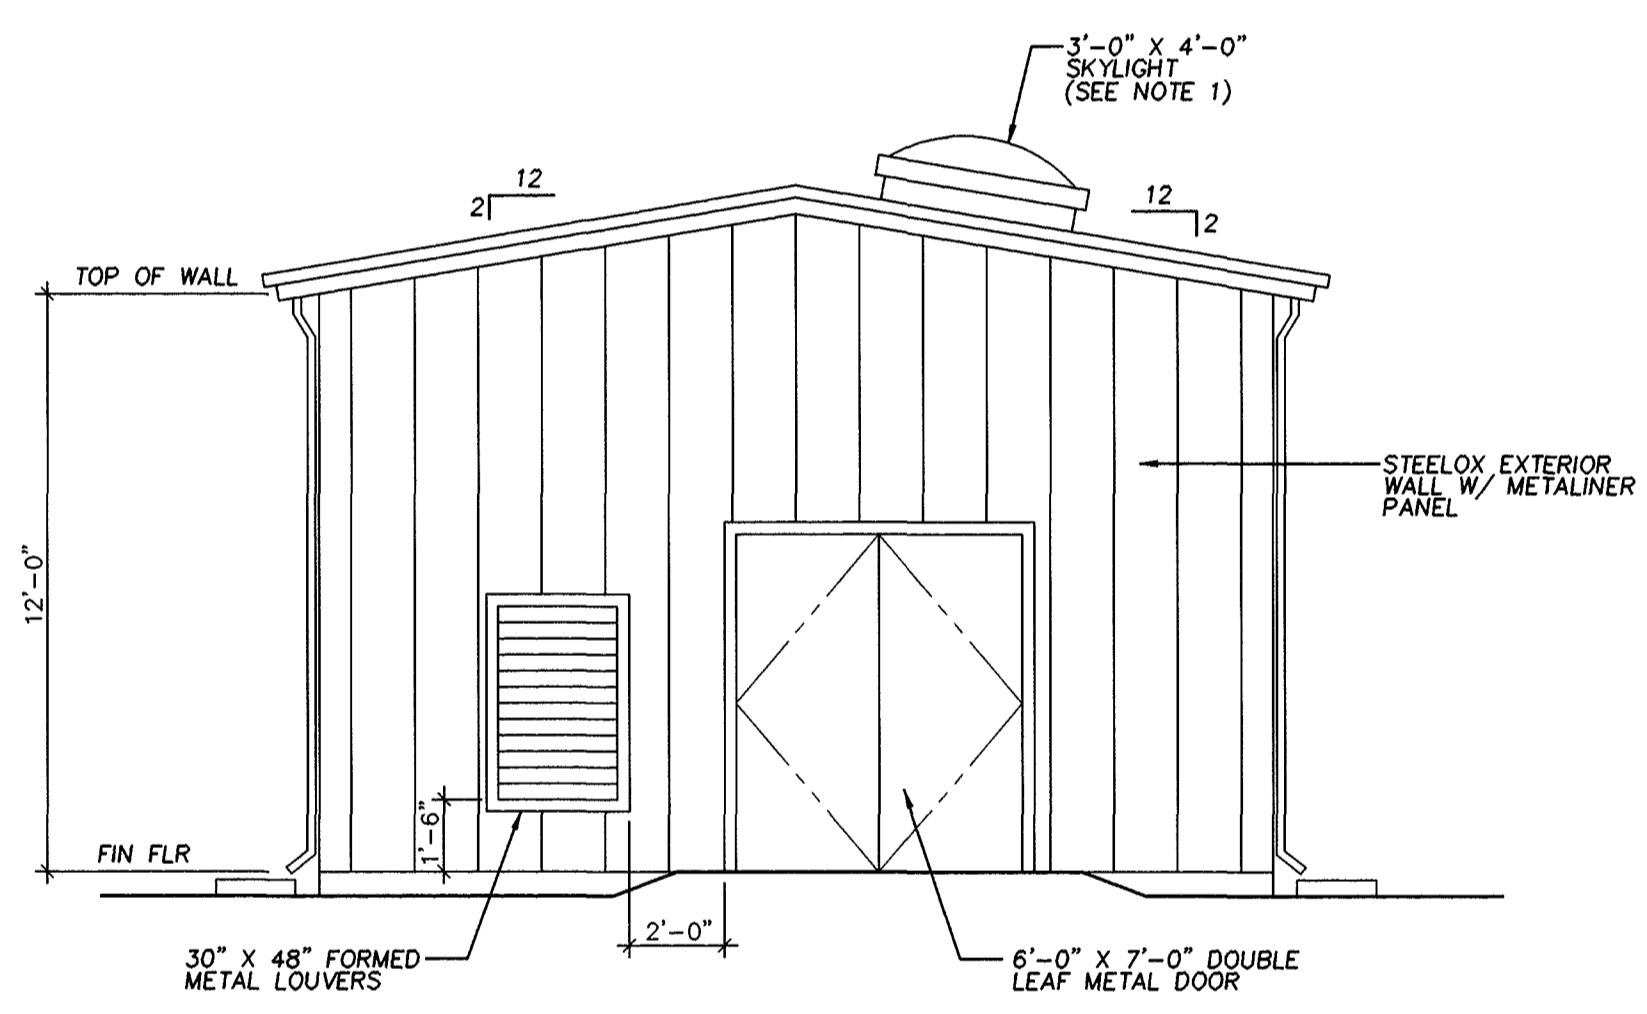 3'-0" X 4'-0"
SKYLIGHT
(SEE NOTE 1)
12
2
12
2
TOP OF WALL
STEELOX EXTERIOR
WALL W/ METALINER
PANEL
12'-0"
1'-6"
FIN FLR
2'-0"
30" X 48" FORMED
METAL LOUVERS
6'-0" X 7'-0" DOUBLE
LEAF METAL DOOR